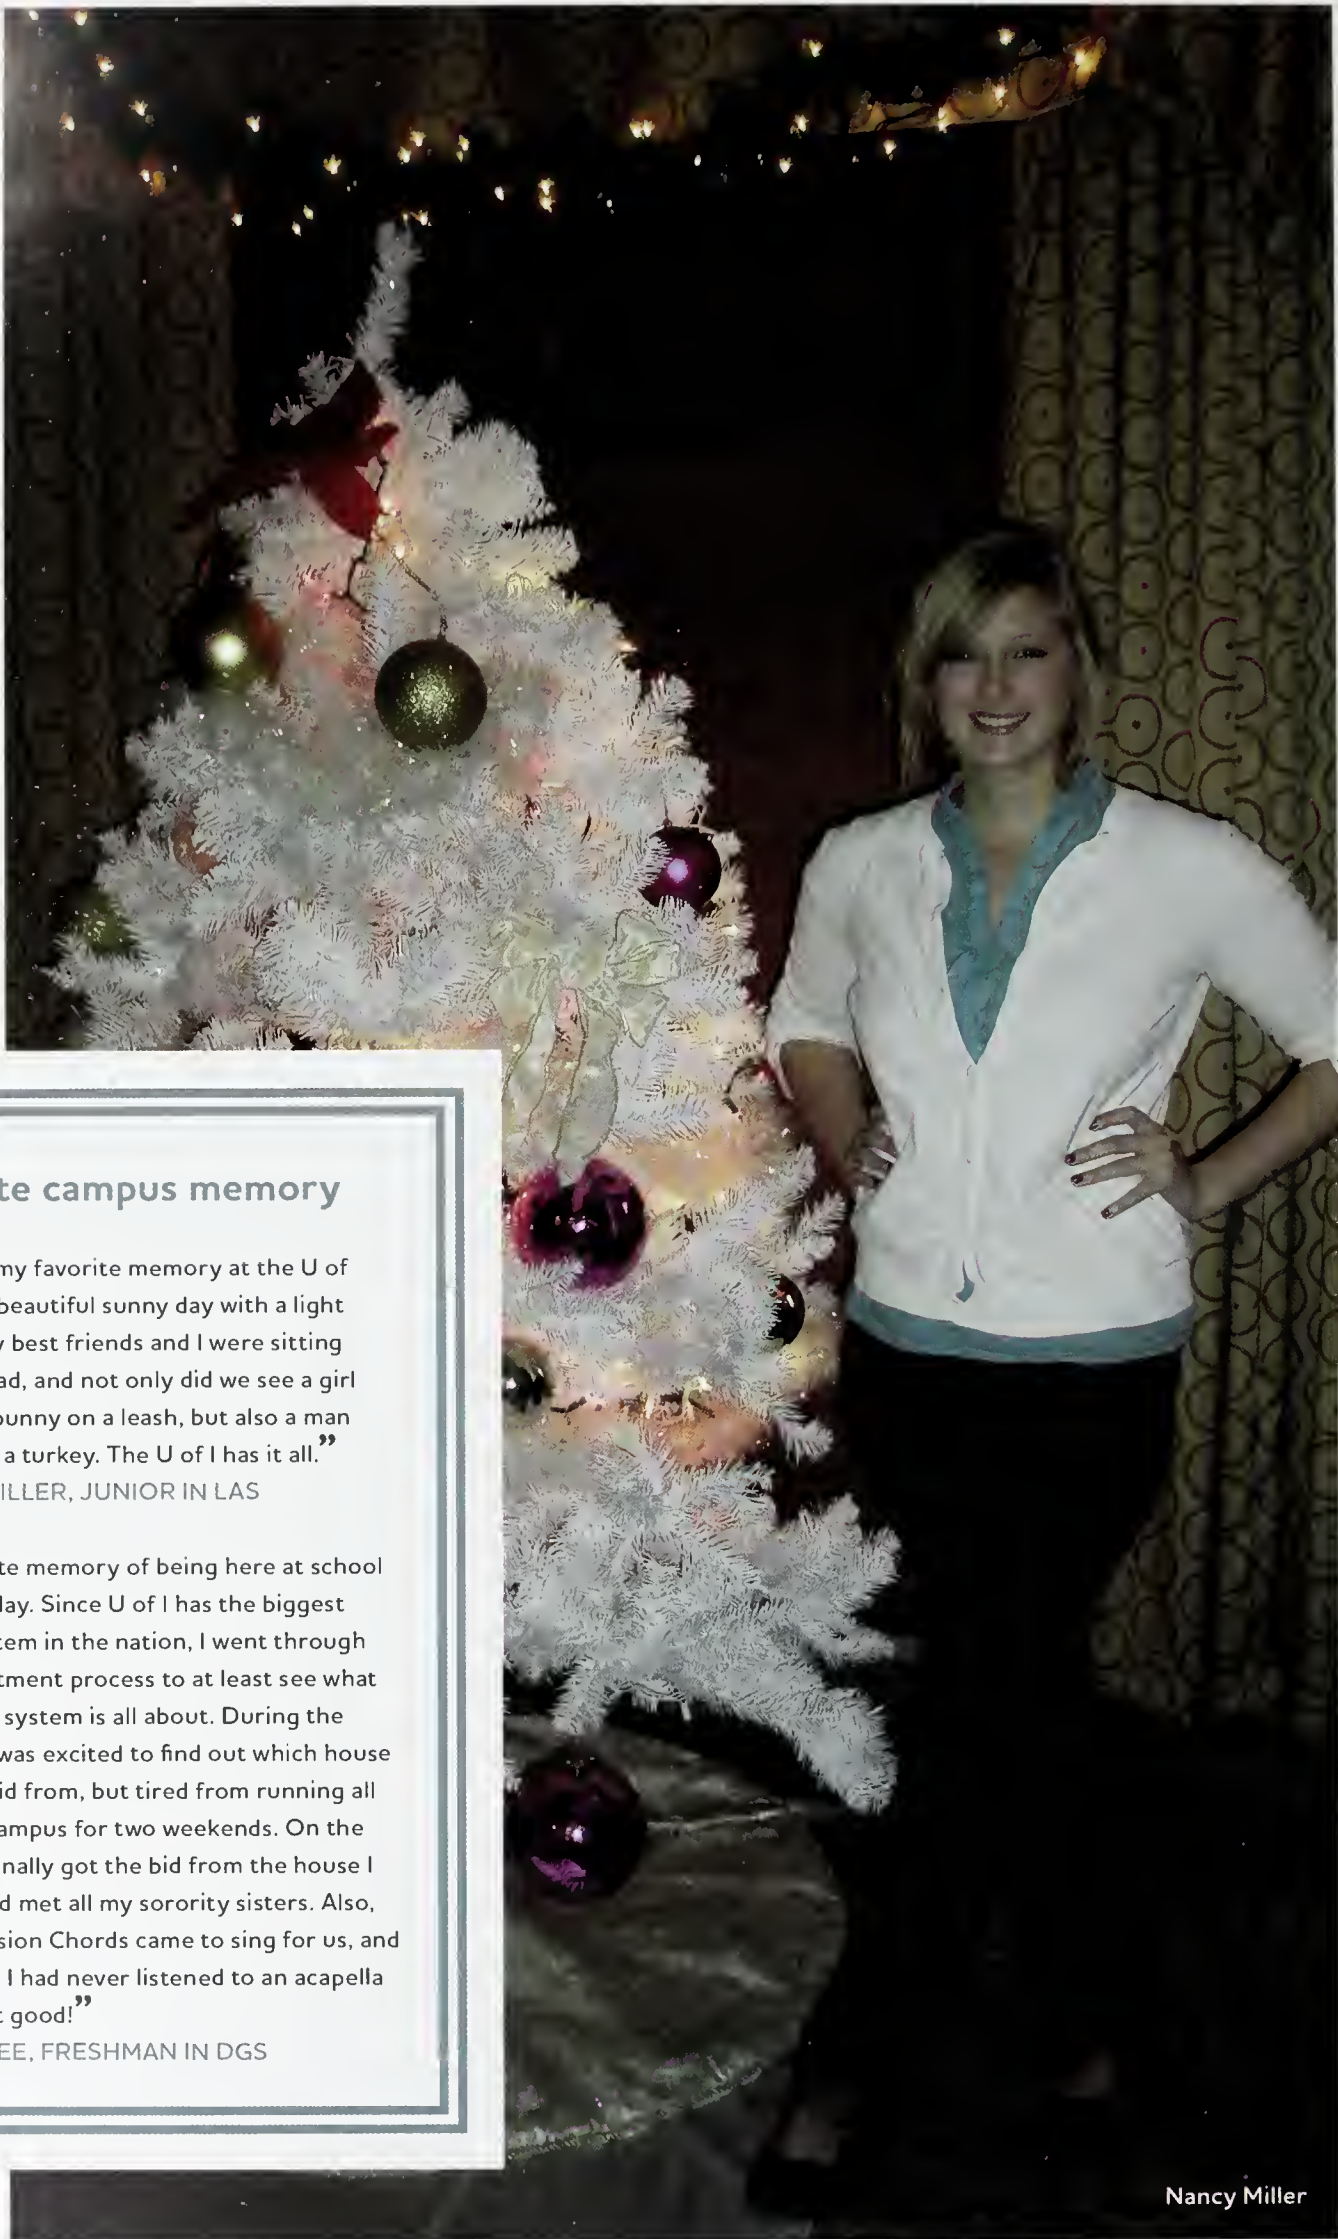 te campus memory
my favorite memory at the U of
beautiful sunny day with a light
y best friends and I were sitting
ad, and not only did we see a girl
bunny on a leash, but also a man
a turkey. The U of I has it all.”
ILLER, JUNIOR IN LAS
te memory of being here at school
lay. Since U of I has the biggest
tem in the nation, I went through
tment process to at least see what
system is all about. During the
was excited to find out which house
id from, but tired from running all
ampus for two weekends. On the
nally got the bid from the house I
d met all my sorority sisters. Also,
sion Chords came to sing for us, and
I had never listened to an acapella
t good!”
EE, FRESHMAN IN DGS
Nancy Miller